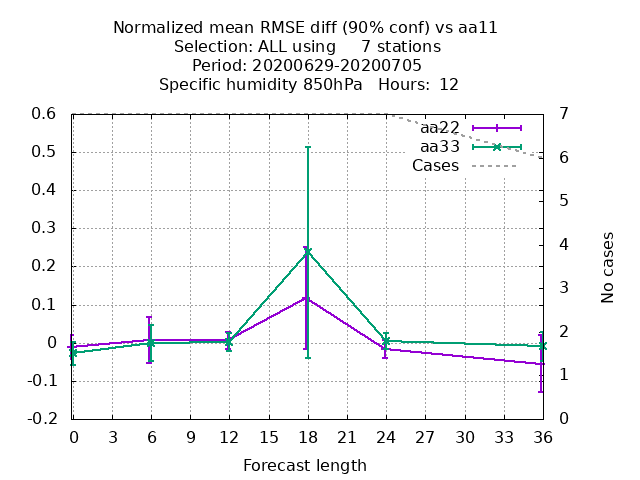 Normalized mean RMSE diff (90% conf) vs aa11
Selection: ALL using     7 stations
Period: 20200629-20200705
Specific humidity 850hPa   Hours: 12
0.6
0.5
0.4
0.3
0.2
0.1
0
-0.1
-0.2
aa22
aa33
Cases
7
6
5
4
3
2
1
0
No cases
0 3 6 9 12 15 18 21 24 27 30 33 36
Forecast length